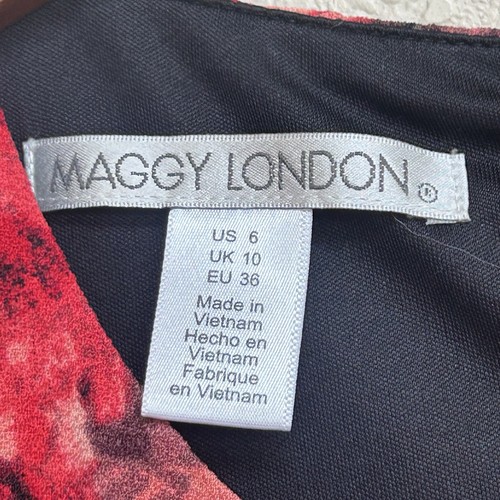 MAGGY LONDON ®
US 6
UK 10
EU 36
Made in
Vietnam
Hecho en
Vietnam
Fabrique
en Vietnam